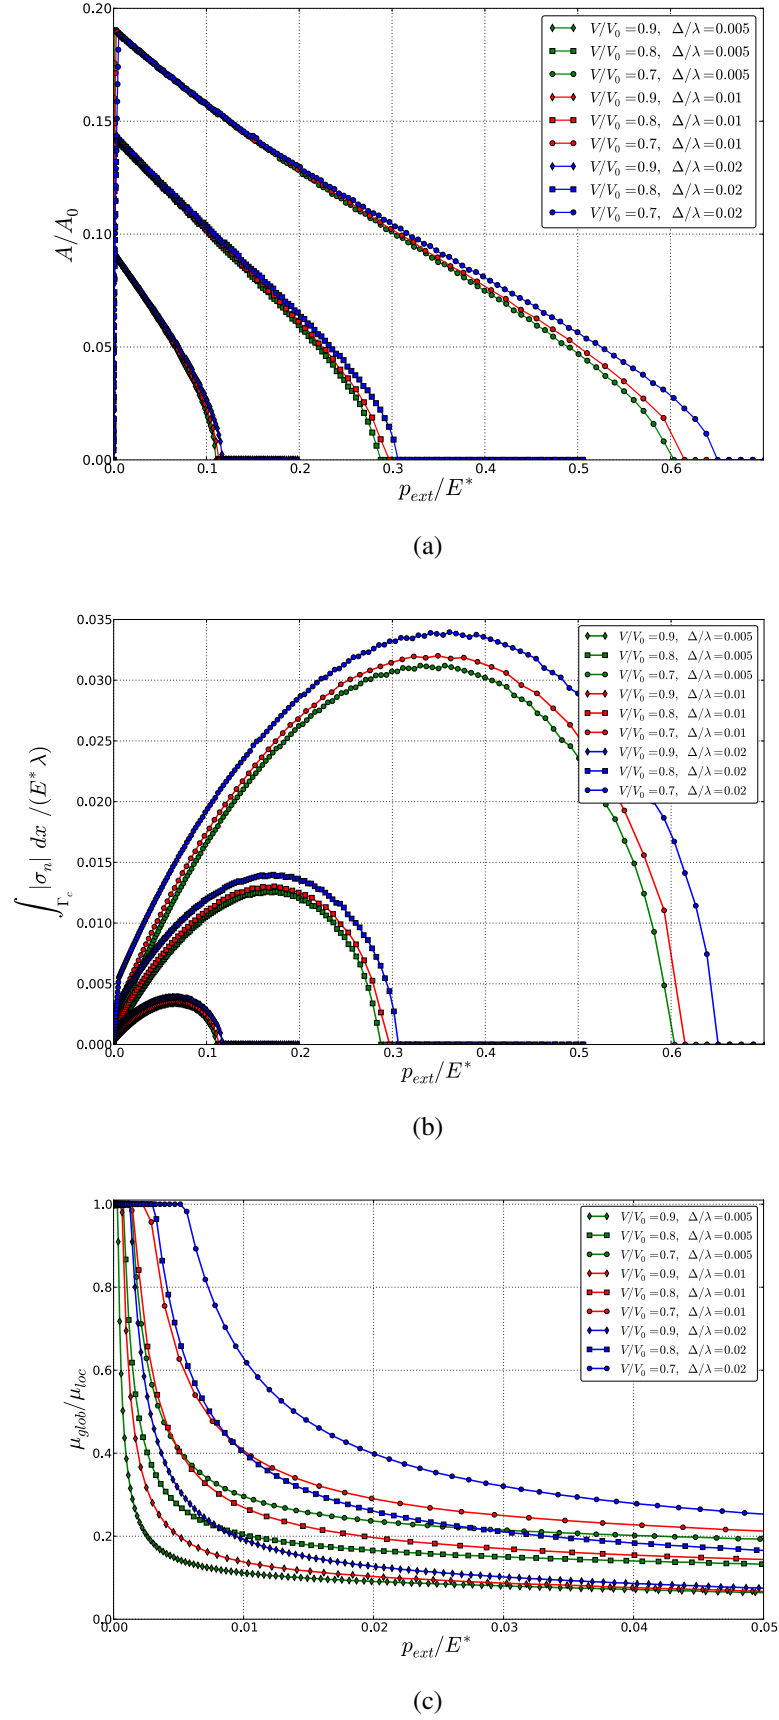 0.20
0.15
0.10
0.05
0.00
A/A_0
V/V_0 = 0.9, Δ/λ = 0.005
V/V_0 = 0.8, Δ/λ = 0.005
V/V_0 = 0.7, Δ/λ = 0.005
V/V_0 = 0.9, Δ/λ = 0.01
V/V_0 = 0.8, Δ/λ = 0.01
V/V_0 = 0.7, Δ/λ = 0.01
V/V_0 = 0.9, Δ/λ = 0.02
V/V_0 = 0.8, Δ/λ = 0.02
V/V_0 = 0.7, Δ/λ = 0.02
0.0 0.1 0.2 0.3 0.4 0.5 0.6
p_{ext}/E^*
(a)
0.035
0.030
0.025
0.020
0.015
0.010
0.005
0.000
∫_{Γ_c} |σ_n| dx /(E^* λ)
V/V_0 = 0.9, Δ/λ = 0.005
V/V_0 = 0.8, Δ/λ = 0.005
V/V_0 = 0.7, Δ/λ = 0.005
V/V_0 = 0.9, Δ/λ = 0.01
V/V_0 = 0.8, Δ/λ = 0.01
V/V_0 = 0.7, Δ/λ = 0.01
V/V_0 = 0.9, Δ/λ = 0.02
V/V_0 = 0.8, Δ/λ = 0.02
V/V_0 = 0.7, Δ/λ = 0.02
0.0 0.1 0.2 0.3 0.4 0.5 0.6
p_{ext}/E^*
(b)
1.0
0.8
0.6
0.4
0.2
0.0
μ_{glob}/μ_{loc}
V/V_0 = 0.9, Δ/λ = 0.005
V/V_0 = 0.8, Δ/λ = 0.005
V/V_0 = 0.7, Δ/λ = 0.005
V/V_0 = 0.9, Δ/λ = 0.01
V/V_0 = 0.8, Δ/λ = 0.01
V/V_0 = 0.7, Δ/λ = 0.01
V/V_0 = 0.9, Δ/λ = 0.02
V/V_0 = 0.8, Δ/λ = 0.02
V/V_0 = 0.7, Δ/λ = 0.02
0.00 0.01 0.02 0.03 0.04 0.05
p_{ext}/E^*
(c)